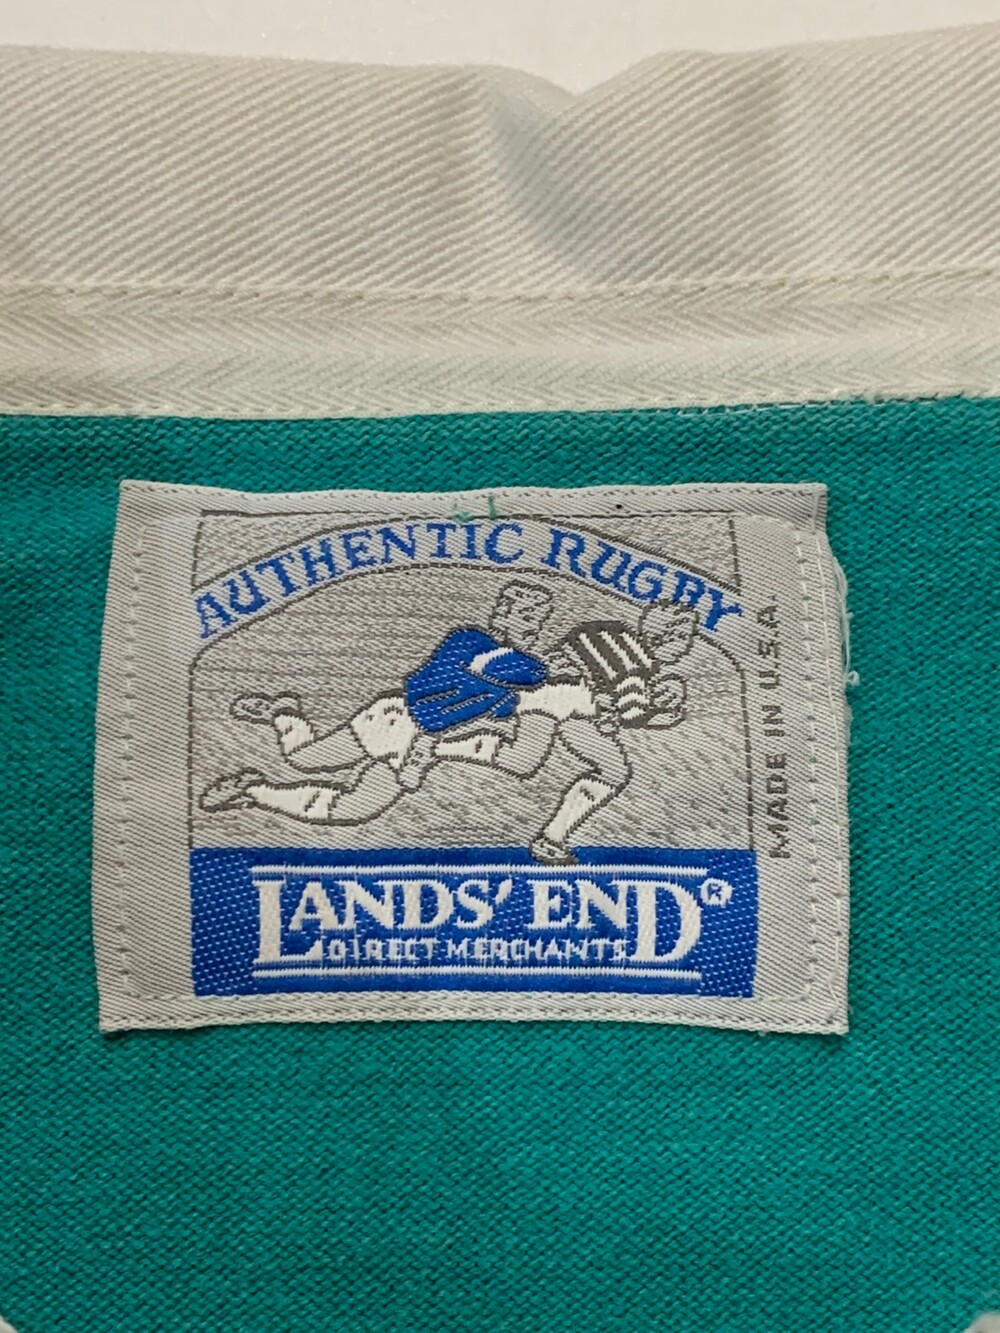 AUTHENTIC RUGBY
MADE IN U.S.A.
LANDS' END®
DIRECT MERCHANTS